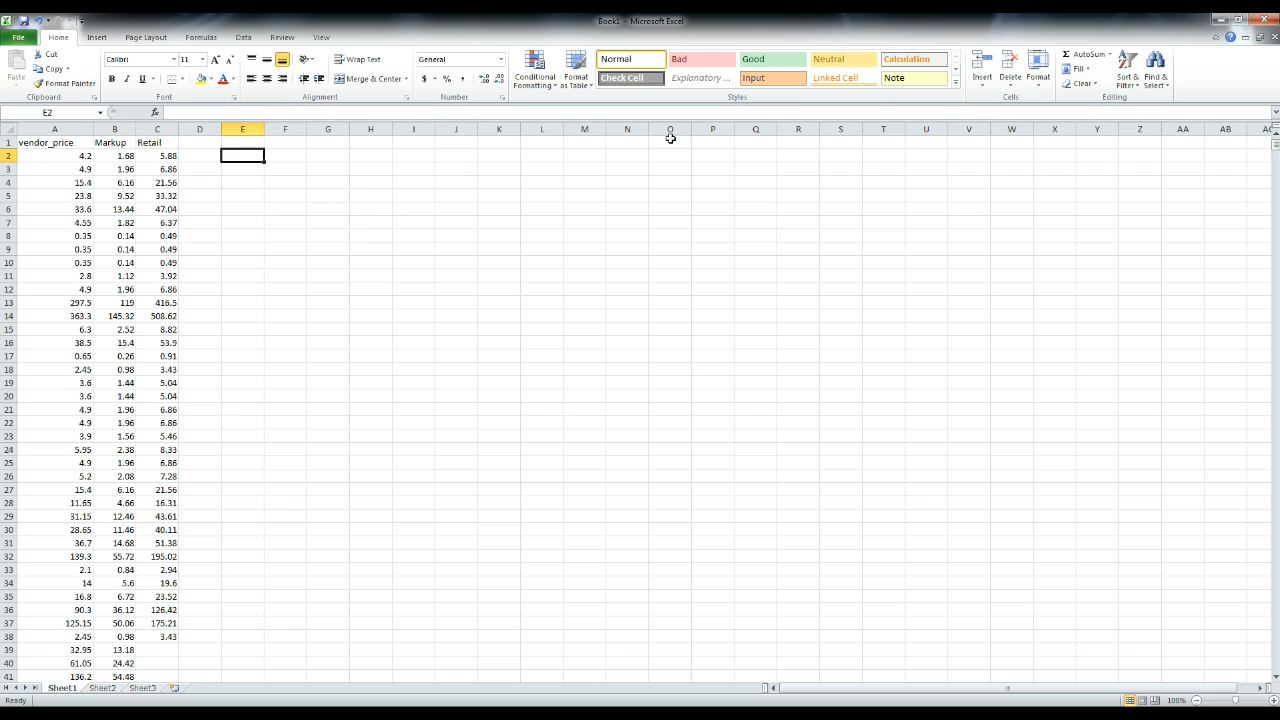 Book1 - Microsoft Excel
File Home Insert Page Layout Formulas Data Review View
Cut
Copy
Format Painter
Paste
Clipboard
Calibri 11
B I U
Font
Wrap Text
Merge & Center
Alignment
General
$ % ,
Number
Conditional Formatting
Format as Table
Normal Bad Good Neutral Calculation
Check Cell Explanatory ... Input Linked Cell Note
Styles
Insert Delete Format
Cells
AutoSum
Fill
Clear
Sort & Filter
Find & Select
Editing
E2 fx
A B C D E F G H I J K L M N O P Q R S T U V W X Y Z AA AB AC
1 vendor_price Markup Retail
2 4.2 1.68 5.88
3 4.9 1.96 6.86
4 15.4 6.16 21.56
5 23.8 9.52 33.32
6 33.6 13.44 47.04
7 4.55 1.82 6.37
8 0.35 0.14 0.49
9 0.35 0.14 0.49
10 0.35 0.14 0.49
11 2.8 1.12 3.92
12 4.9 1.96 6.86
13 297.5 119 416.5
14 363.3 145.32 508.62
15 6.3 2.52 8.82
16 38.5 15.4 53.9
17 0.65 0.26 0.91
18 2.45 0.98 3.43
19 3.6 1.44 5.04
20 3.6 1.44 5.04
21 4.9 1.96 6.86
22 4.9 1.96 6.86
23 3.9 1.56 5.46
24 5.95 2.38 8.33
25 4.9 1.96 6.86
26 5.2 2.08 7.28
27 15.4 6.16 21.56
28 11.65 4.66 16.31
29 31.15 12.46 43.61
30 28.65 11.46 40.11
31 36.7 14.68 51.38
32 139.3 55.72 195.02
33 2.1 0.84 2.94
34 14 5.6 19.6
35 16.8 6.72 23.52
36 90.3 36.12 126.42
37 125.15 50.06 175.21
38 2.45 0.98 3.43
39 32.95 13.18
40 61.05 24.42
41 136.2 54.48
Sheet1 Sheet2 Sheet3
Ready 100%